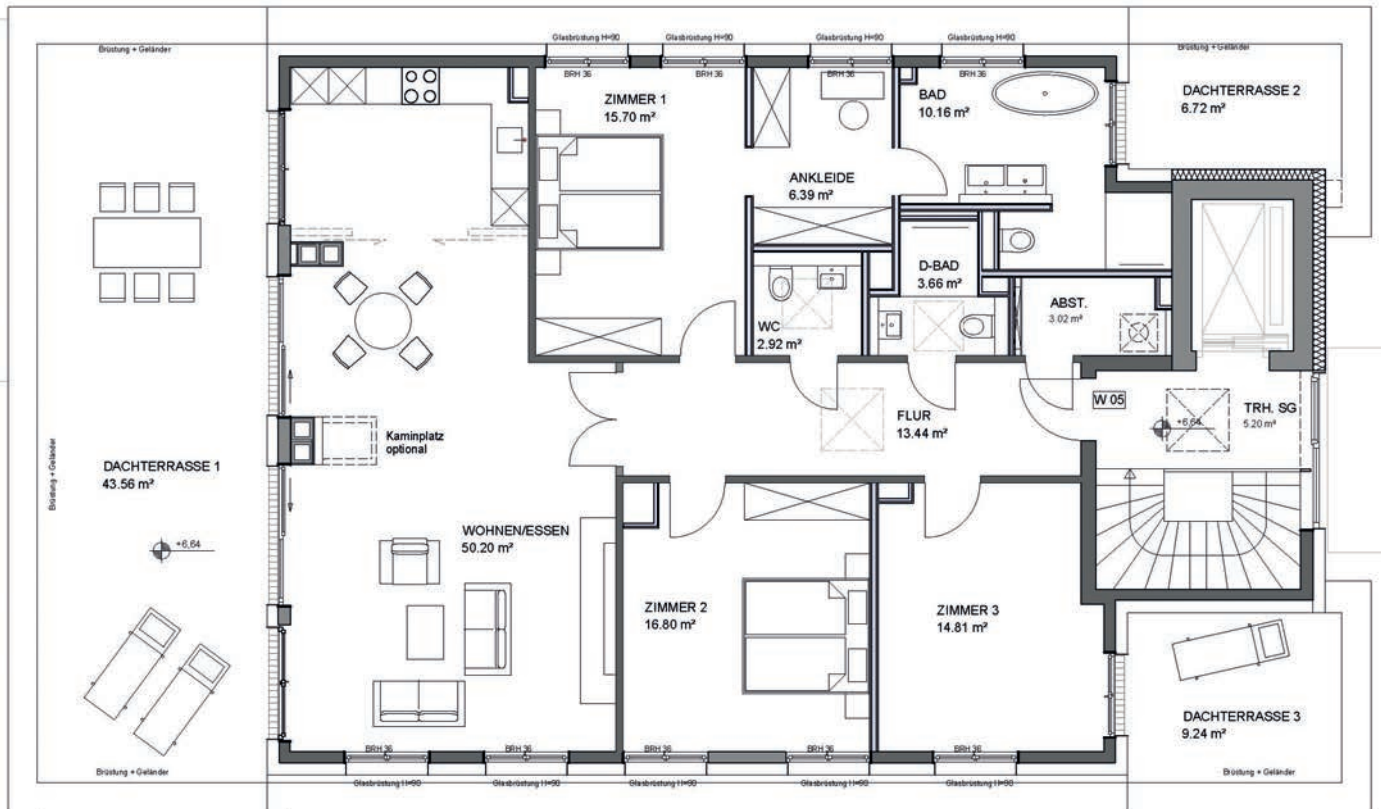 Glasbrüstung H=90
Glasbrüstung H=90
Glasbrüstung H=90
Glasbrüstung H=90
Brüstung + Geländer
Brüstung + Geländer
BRH 36
BRH 36
BRH 36
BRH 36
ZIMMER 1
15.70 m²
BAD
10.16 m²
DACHTERRASSE 2
6.72 m²
ANKLEIDE
6.39 m²
D-BAD
3.66 m²
ABST.
3.02 m²
WC
2.92 m²
W 05
FLUR
13.44 m²
TRH. SG
5.20 m²
+6,64
Kaminplatz
optional
DACHTERRASSE 1
43.56 m²
Brüstung + Geländer
+6,64
WOHNEN/ESSEN
50.20 m²
ZIMMER 2
16.80 m²
ZIMMER 3
14.81 m²
DACHTERRASSE 3
9.24 m²
BRH 36
BRH 36
BRH 36
BRH 36
BRH 36
Brüstung + Geländer
Brüstung + Geländer
Glasbrüstung H=90
Glasbrüstung H=90
Glasbrüstung H=90
Glasbrüstung H=90
Glasbrüstung H=90